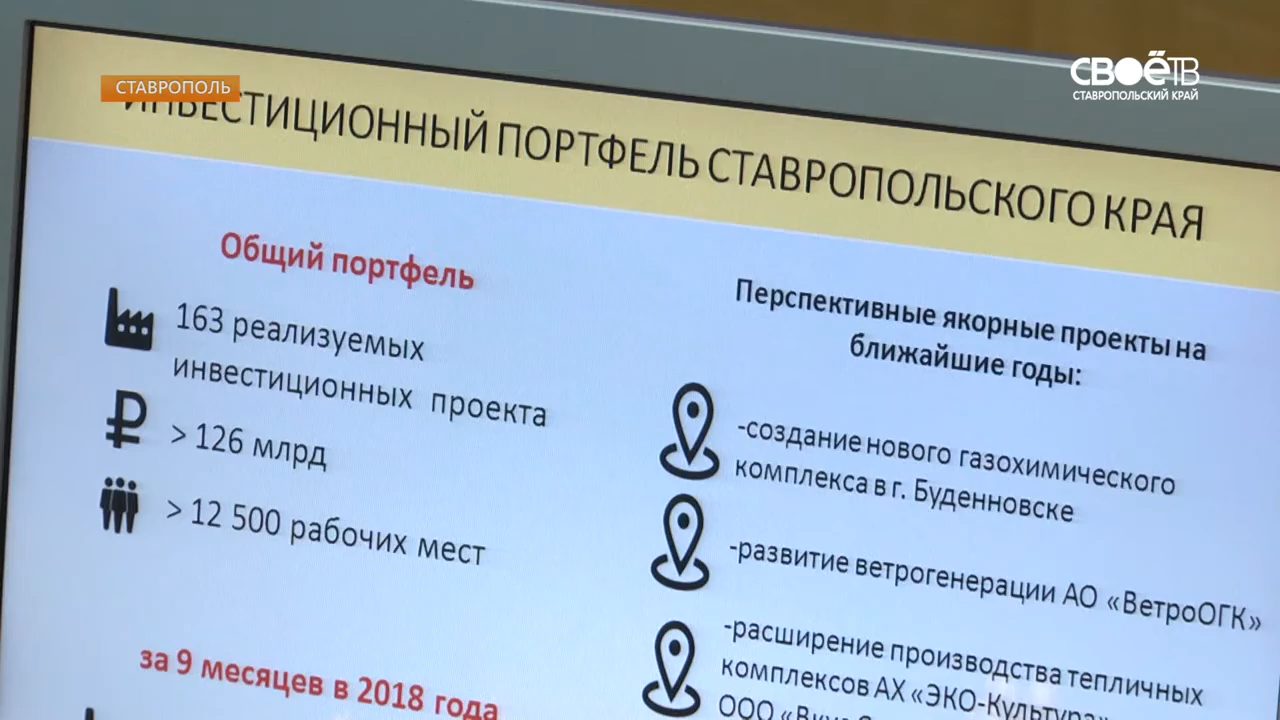 СТАВРОПОЛЬ
СВОЁТВ
СТАВРОПОЛЬСКИЙ КРАЙ
ИНВЕСТИЦИОННЫЙ ПОРТФЕЛЬ СТАВРОПОЛЬСКОГО КРАЯ
Общий портфель
163 реализуемых
инвестиционных проекта
> 126 млрд
> 12 500 рабочих мест
за 9 месяцев в 2018 года
Перспективные якорные проекты на
ближайшие годы:
-создание нового газохимического
комплекса в г. Буденновске
-развитие ветрогенерации АО «ВетроОГК»
-расширение производства тепличных
комплексов АХ «ЭКО-Культура»
ООО